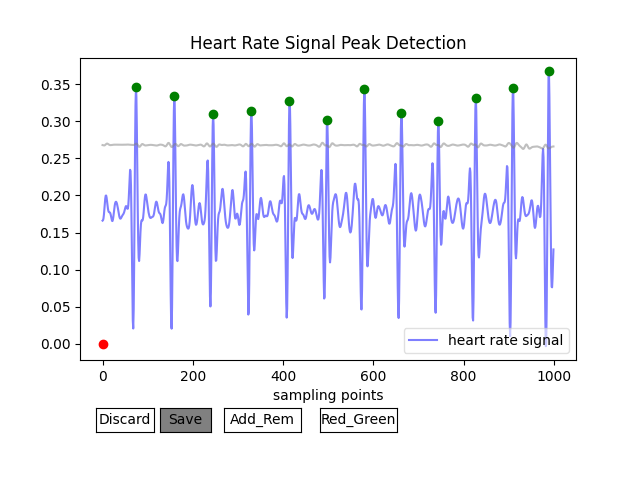 Heart Rate Signal Peak Detection
0.35
0.30
0.25
0.20
0.15
0.10
0.05
0.00
heart rate signal
0 200 400 600 800 1000
sampling points
Discard Save Add_Rem Red_Green